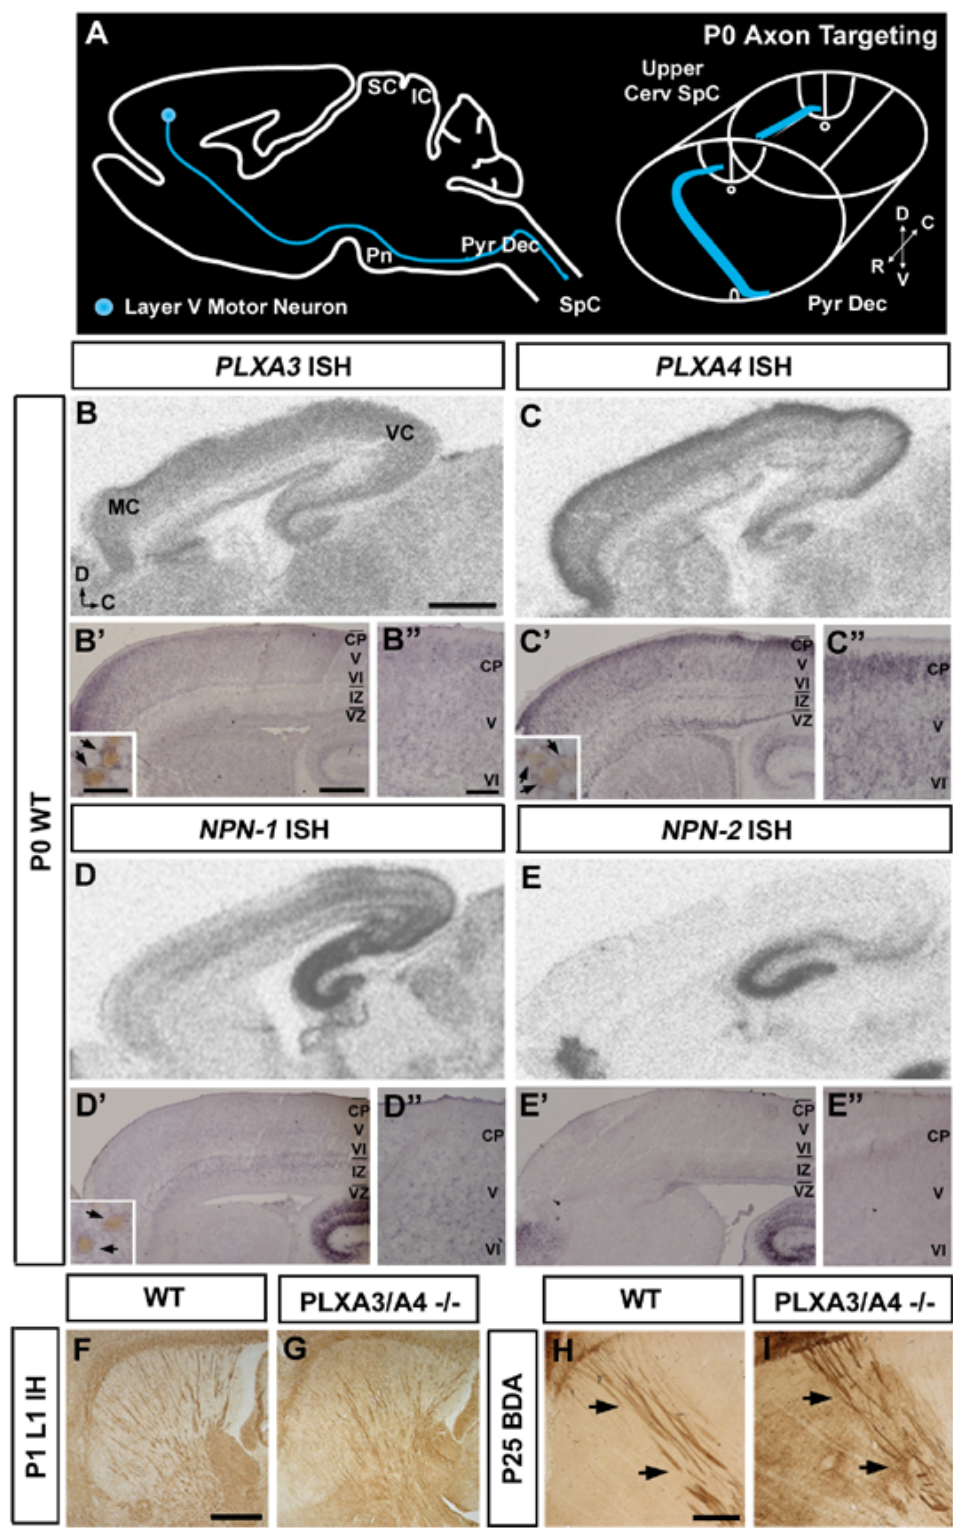 A
P0 Axon Targeting
SC
IC
Upper
Cerv SpC
Pn
Pyr Dec
D
C
R
V
Layer V Motor Neuron
SpC
Pyr Dec
PLXA3 ISH
PLXA4 ISH
P0 WT
B
VC
MC
D
C
C
B’
CP
V
VI
IZ
VZ
B”
CP
V
VI
C’
CP
V
VI
IZ
VZ
C”
CP
V
VI
NPN-1 ISH
NPN-2 ISH
D
E
D’
CP
V
VI
IZ
VZ
D”
CP
V
VI
E’
CP
V
VI
IZ
VZ
E”
CP
V
VI
WT
PLXA3/A4 -/-
WT
PLXA3/A4 -/-
P1 L1 IH
F
G
P25 BDA
H
I